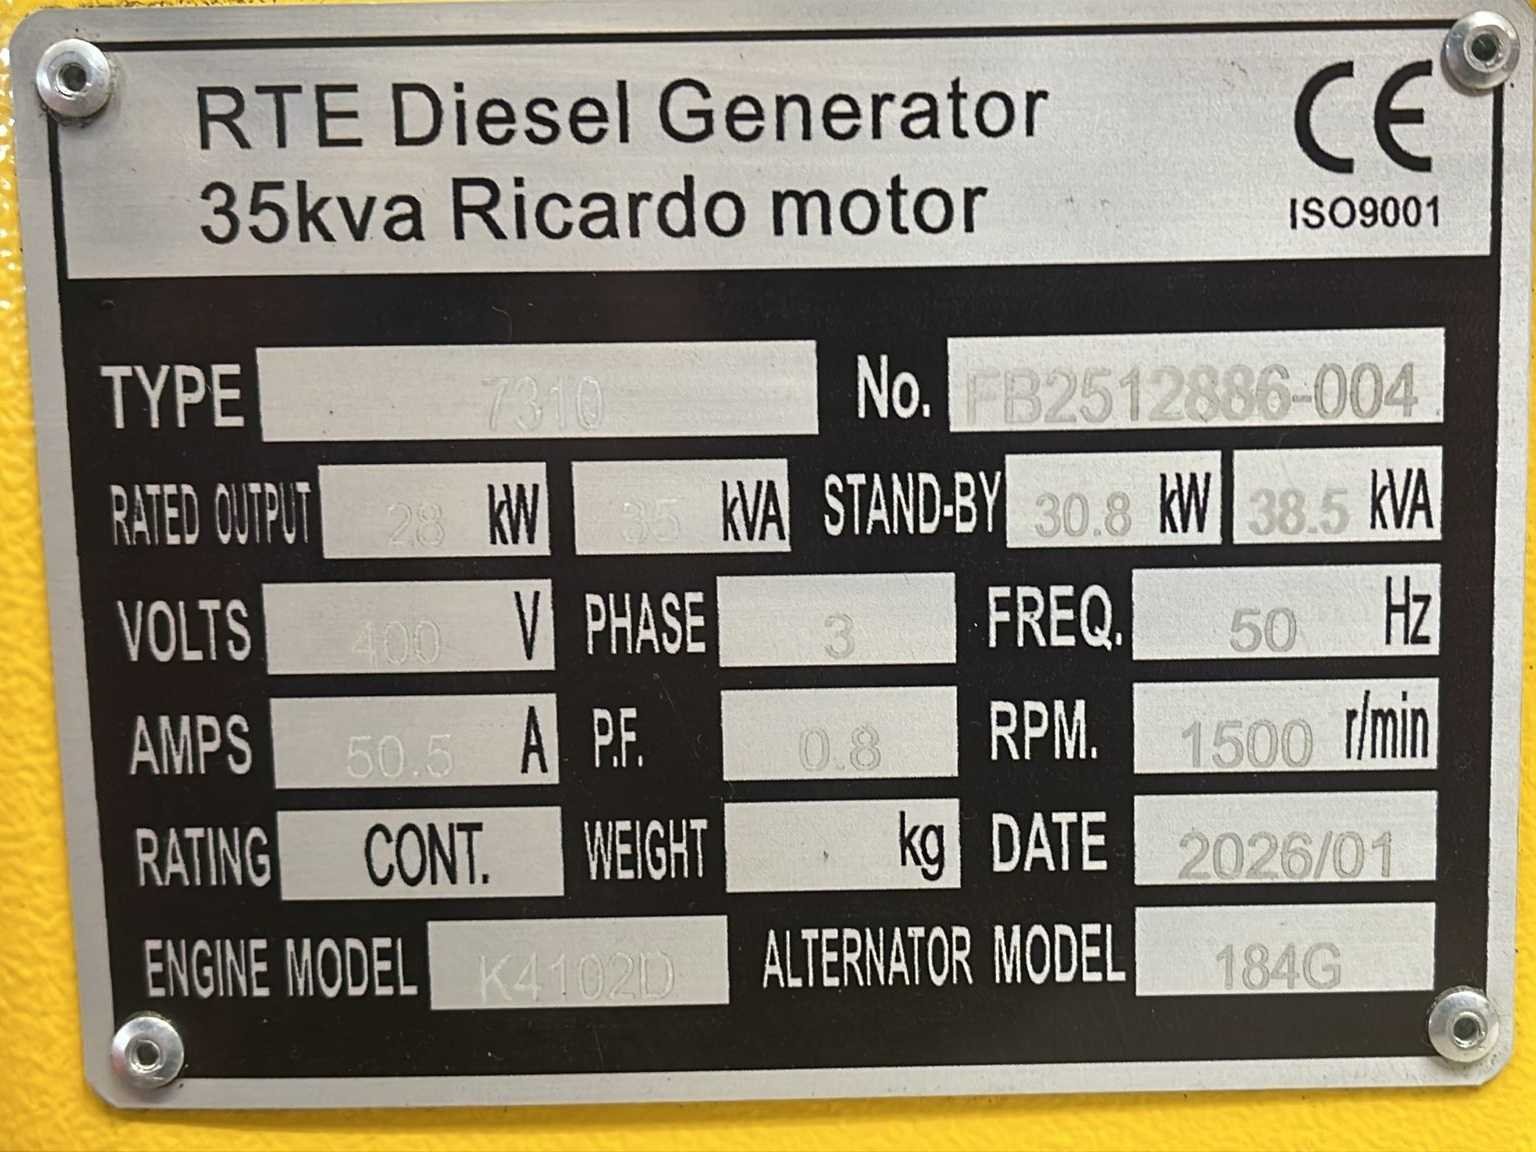 RTE Diesel Generator
35kva Ricardo motor
CE
ISO9001
TYPE 7310 No. FB2512886-004
RATED OUTPUT 28 kW 35 kVA STAND-BY 30.8 kW 38.5 kVA
VOLTS 400 V PHASE 3 FREQ. 50 Hz
AMPS 50.5 A P.F. 0.8 RPM. 1500 r/min
RATING CONT. WEIGHT kg DATE 2026/01
ENGINE MODEL K4102D ALTERNATOR MODEL 184G